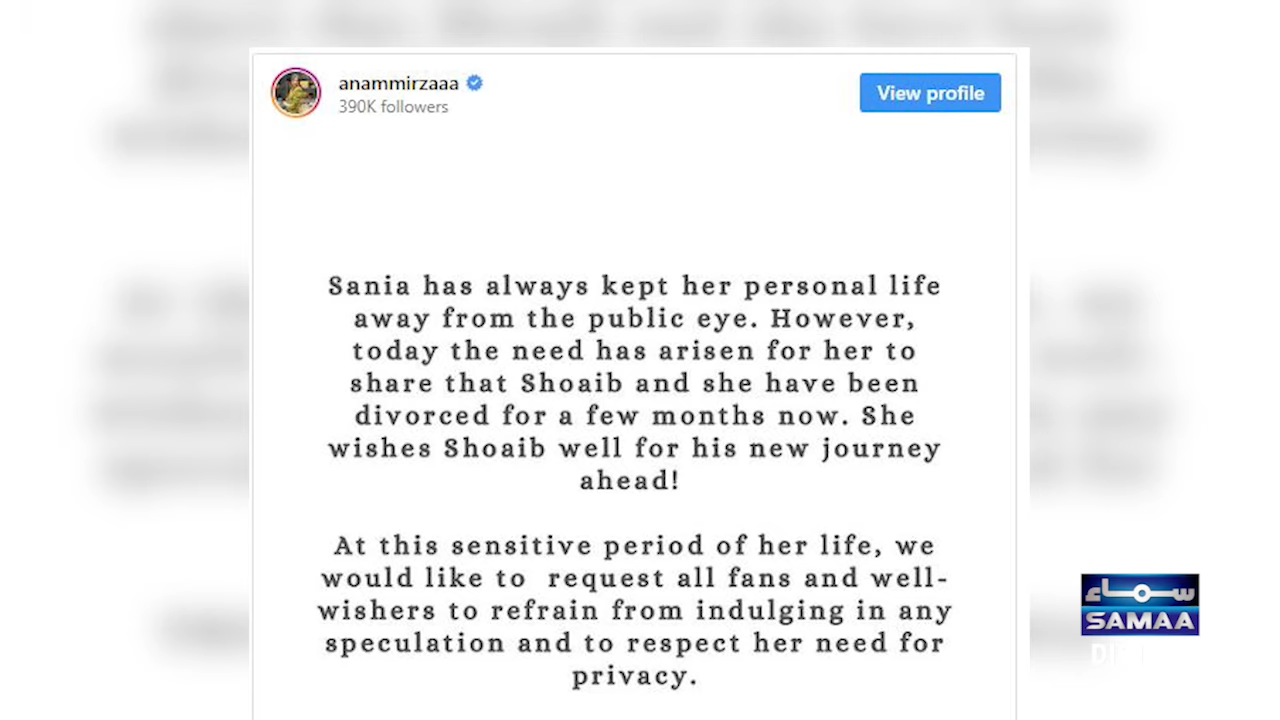 anammirzaaa
390K followers
View profile
Sania has always kept her personal life
away from the public eye. However,
today the need has arisen for her to
share that Shoaib and she have been
divorced for a few months now. She
wishes Shoaib well for his new journey
ahead!
At this sensitive period of her life, we
would like to request all fans and well-
wishers to refrain from indulging in any
speculation and to respect her need for
privacy.
سماء
SAMAA